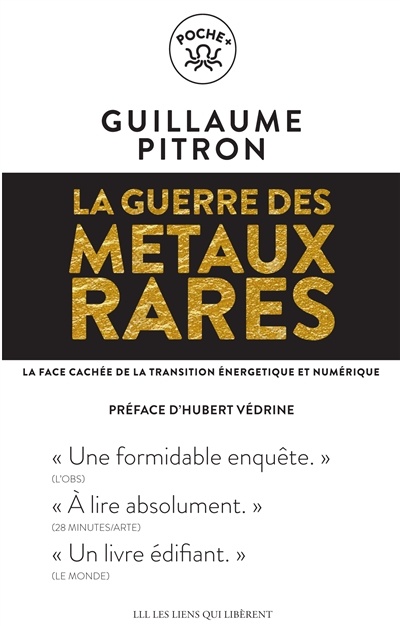 POCHE+
GUILLAUME
PITRON
LA GUERRE DES
METAUX
RARES
LA FACE CACHÉE DE LA TRANSITION ÉNERGETIQUE ET NUMÉRIQUE
PRÉFACE D'HUBERT VÉDRINE
« Une formidable enquête. »
(L'OBS)
« À lire absolument. »
(28 MINUTES/ARTE)
« Un livre édifiant. »
(LE MONDE)
LLL LES LIENS QUI LIBÈRENT